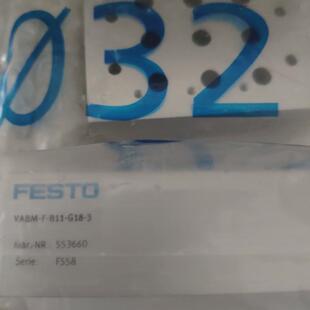 Ø32
FESTO
VABM-F-B11-G18-3
Mat.-NR.: 553660
Serie: FS58